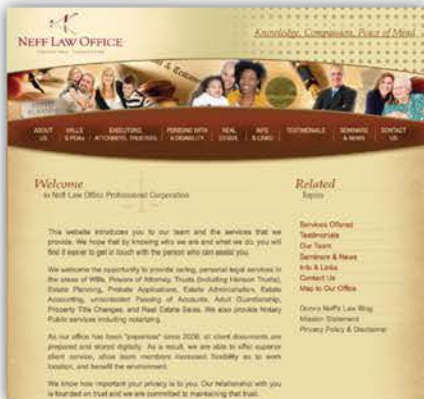 NEFF LAW OFFICE
Knowledge, Compassion, Peace of Mind
& Testament
ABOUT US
WILLS & POAs
EXECUTORS, ATTORNEYS, TRUSTEES
PERSONS WITH A DISABILITY
REAL ESTATE
INFO & LINKS
TESTIMONIALS
SEMINARS & NEWS
CONTACT US
Welcome
to Neff Law Office Professional Corporation
This website introduces you to our team and the services that we
provide. We hope that by knowing who we are and what we do, you will
find it easier to get in touch with the person who can assist you.
We welcome the opportunity to provide caring, personal legal services in
the areas of Wills, Powers of Attorney, Trusts (including Henson Trusts),
Estate Planning, Probate Applications, Estate Administration, Estate
Accounting, uncontested Passing of Accounts, Adult Guardianship,
Property Title Changes, and Real Estate Sales. We also provide Notary
Public services including notarizing.
As our office has been "paperless" since 2008, all client documents are
prepared and stored digitally. As a result, we are able to offer superior
client service, allow team members increased flexibility as to work
location, and benefit the environment.
We know how important your privacy is to you. Our relationship with you
is founded on trust and we are committed to maintaining that trust.
Related
Topics
Services Offered
Testimonials
Our Team
Seminars & News
Info & Links
Contact Us
Map to Our Office
Donna Neff's Law Blog
Mission Statement
Privacy Policy & Disclaimer